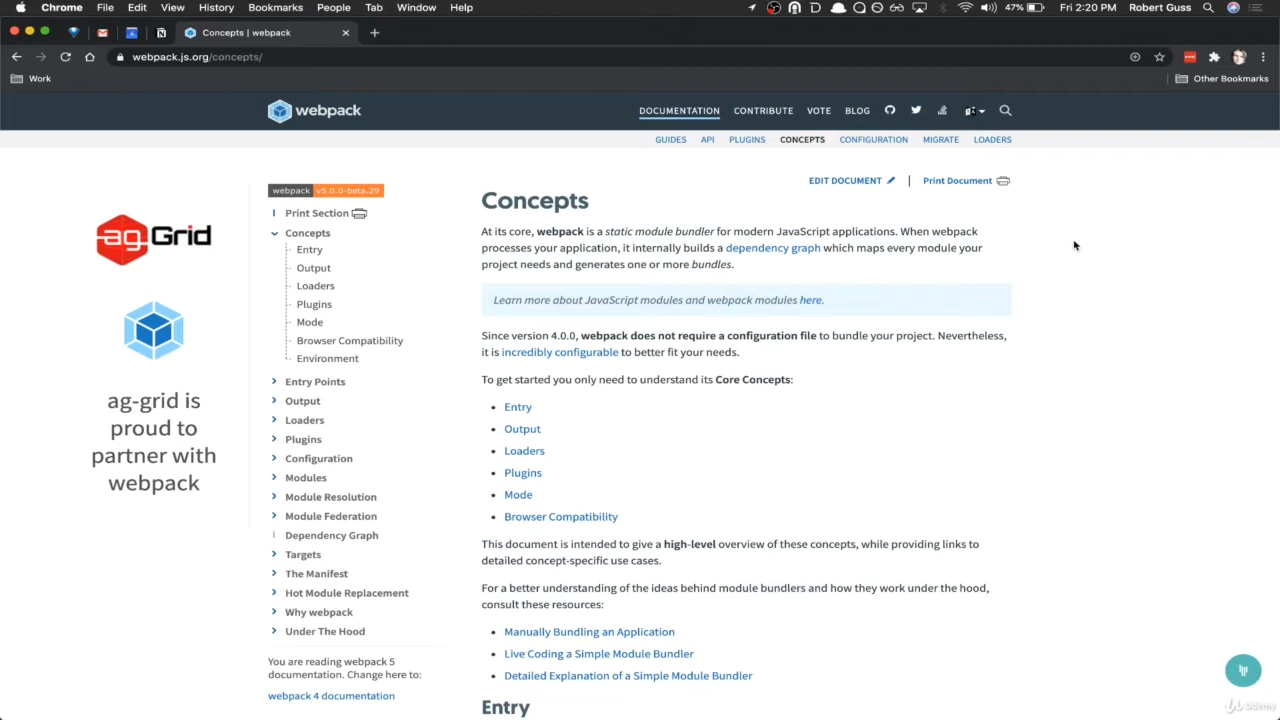 Chrome File Edit View History Bookmarks People Tab Window Help 47% Fri 2:20 PM Robert Guss
Concepts | webpack
webpack.js.org/concepts/
Work Other Bookmarks
webpack DOCUMENTATION CONTRIBUTE VOTE BLOG
GUIDES API PLUGINS CONCEPTS CONFIGURATION MIGRATE LOADERS
EDIT DOCUMENT | Print Document
ag-Grid
ag-grid is
proud to
partner with
webpack
webpack v5.0.0-beta.29
Print Section
Concepts
Entry
Output
Loaders
Plugins
Mode
Browser Compatibility
Environment
Entry Points
Output
Loaders
Plugins
Configuration
Modules
Module Resolution
Module Federation
Dependency Graph
Targets
The Manifest
Hot Module Replacement
Why webpack
Under The Hood
You are reading webpack 5
documentation. Change here to:
webpack 4 documentation
Concepts
At its core, webpack is a static module bundler for modern JavaScript applications. When webpack
processes your application, it internally builds a dependency graph which maps every module your
project needs and generates one or more bundles.
Learn more about JavaScript modules and webpack modules here.
Since version 4.0.0, webpack does not require a configuration file to bundle your project. Nevertheless,
it is incredibly configurable to better fit your needs.
To get started you only need to understand its Core Concepts:
• Entry
• Output
• Loaders
• Plugins
• Mode
• Browser Compatibility
This document is intended to give a high-level overview of these concepts, while providing links to
detailed concept-specific use cases.
For a better understanding of the ideas behind module bundlers and how they work under the hood,
consult these resources:
• Manually Bundling an Application
• Live Coding a Simple Module Bundler
• Detailed Explanation of a Simple Module Bundler
Entry
Udemy